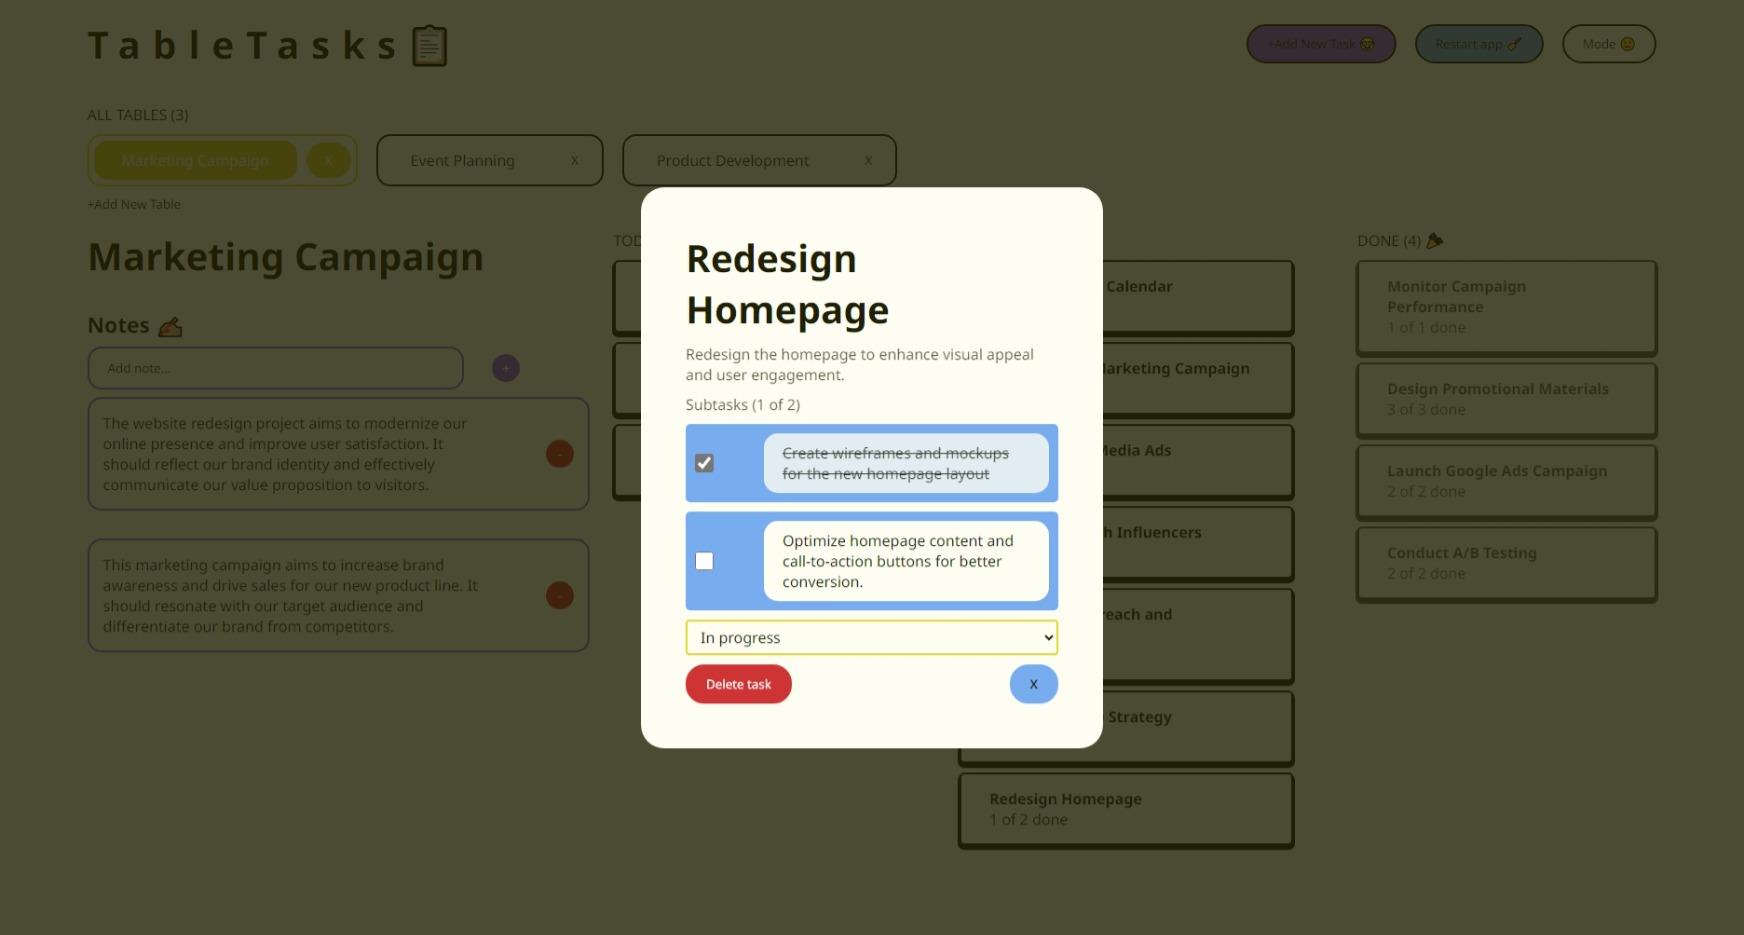 TableTasks
+Add New Task
Restart app
Mode
ALL TABLES (3)
Marketing Campaign X
Event Planning X
Product Development X
+Add New Table
Marketing Campaign
Notes
Add note...
+
The website redesign project aims to modernize our
online presence and improve user satisfaction. It
should reflect our brand identity and effectively
communicate our value proposition to visitors.
-
This marketing campaign aims to increase brand
awareness and drive sales for our new product line. It
should resonate with our target audience and
differentiate our brand from competitors.
-
TOD
Redesign
Homepage
Redesign the homepage to enhance visual appeal
and user engagement.
Subtasks (1 of 2)
Create wireframes and mockups
for the new homepage layout
Optimize homepage content and
call-to-action buttons for better
conversion.
In progress
Delete task
X
Calendar
Marketing Campaign
Media Ads
h Influencers
reach and
Strategy
Redesign Homepage
1 of 2 done
DONE (4)
Monitor Campaign
Performance
1 of 1 done
Design Promotional Materials
3 of 3 done
Launch Google Ads Campaign
2 of 2 done
Conduct A/B Testing
2 of 2 done